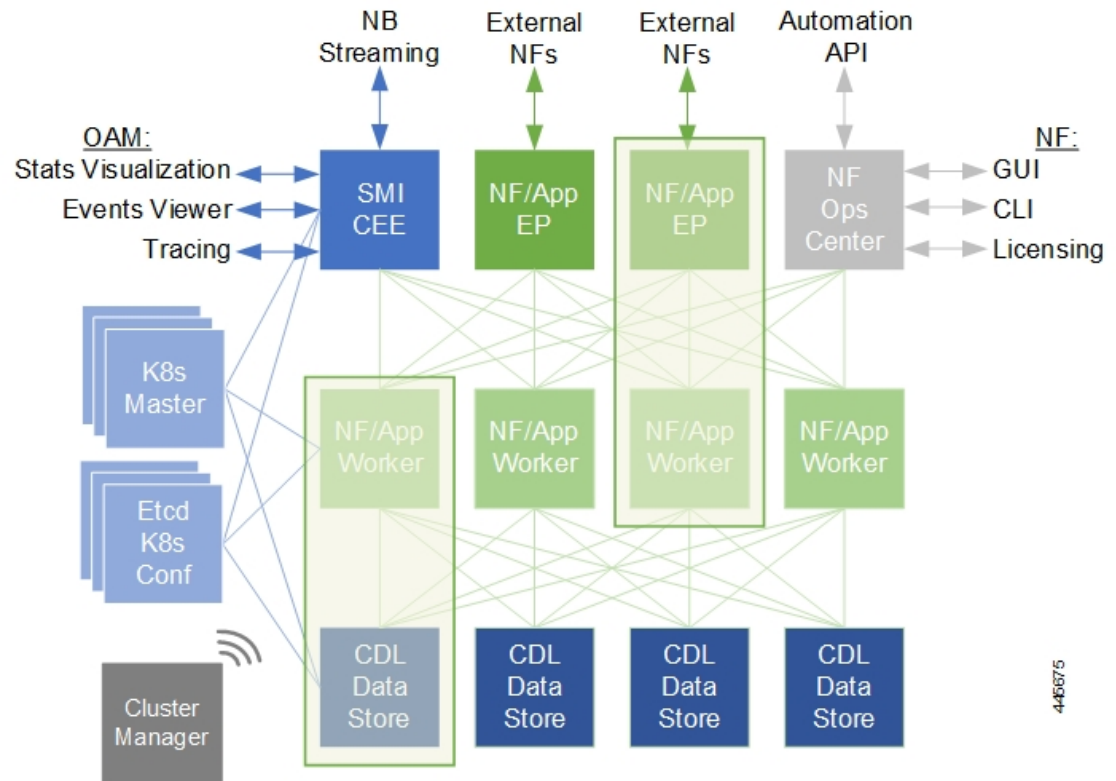 NB
Streaming
External
NFs
External
NFs
Automation
API
OAM:
Stats Visualization
Events Viewer
Tracing
SMI
CEE
NF/App
EP
NF/App
EP
NF
Ops
Center
NF:
GUI
CLI
Licensing
K8s
Master
NF/App
Worker
NF/App
Worker
NF/App
Worker
NF/App
Worker
Etcd
K8s
Conf
Cluster
Manager
CDL
Data
Store
CDL
Data
Store
CDL
Data
Store
CDL
Data
Store
445675